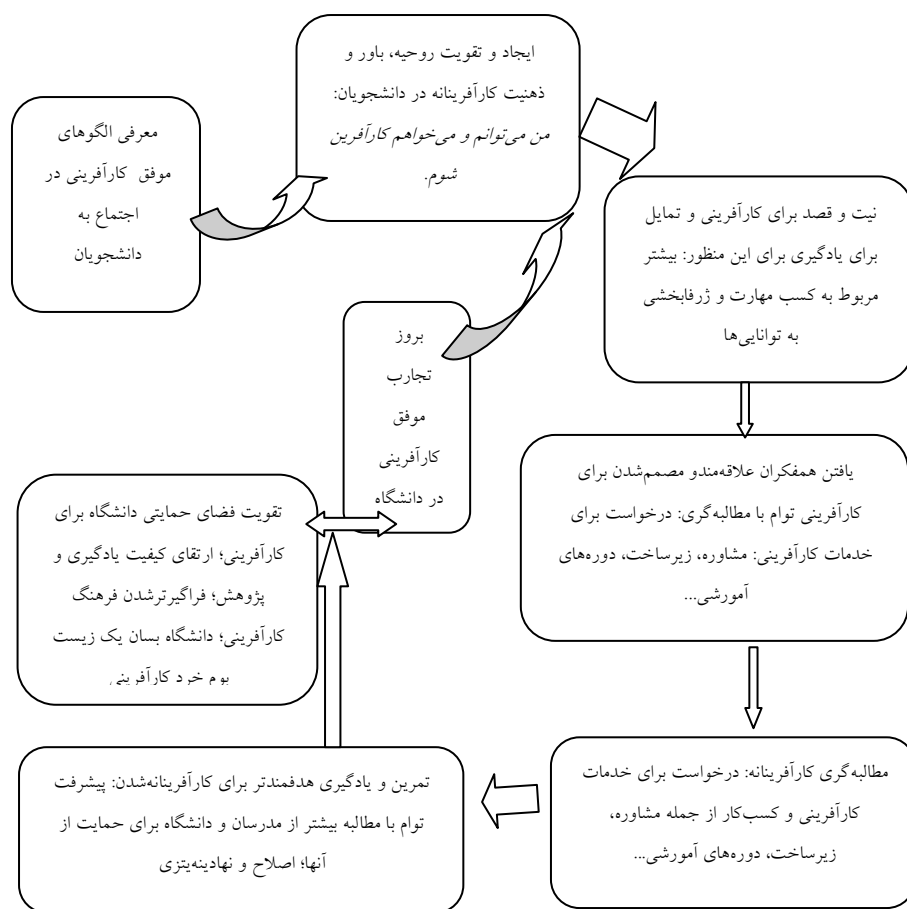 ایجاد و تقویت روحیه، باور و
ذهنیت کارآفرینانه در دانشجویان:
من می‌توانم و می‌خواهم کارآفرین
شوم.
معرفی الگوهای
موفق کارآفرینی در
اجتماع به
دانشجویان
نیت و قصد برای کارآفرینی و تمایل
برای یادگیری برای این منظور: بیشتر
مربوط به کسب مهارت و ژرفابخشی
به توانایی‌ها
بروز
تجارب
موفق
کارآفرینی
در دانشگاه
یافتن همفکران علاقه‌مندو مصمم‌شدن برای
کارآفرینی توام با مطالبه‌گری: درخواست برای
خدمات کارآفرینی: مشاوره، زیرساخت، دوره‌های
آمورشی...
تقویت فضای حمایتی دانشگاه برای
کارآفرینی؛ ارتقای کیفیت یادگیری و
پژوهش؛ فراگیرترشدن فرهنگ
کارآفرینی؛ دانشگاه بسان یک زیست
بوم خرد کارآفرینی
مطالبه‌گری کارآفرینانه: درخواست برای خدمات
کارآفرینی و کسب‌کار از جمله مشاوره،
زیرساخت، دوره‌های آمورشی...
تمرین و یادگیری هدفمندتر برای کارآفرینانه‌شدن: پیشرفت
توام با مطالبه بیشتر از مدرسان و دانشگاه برای حمایت از
آنها؛ اصلاح و نهادینه‌یتزی